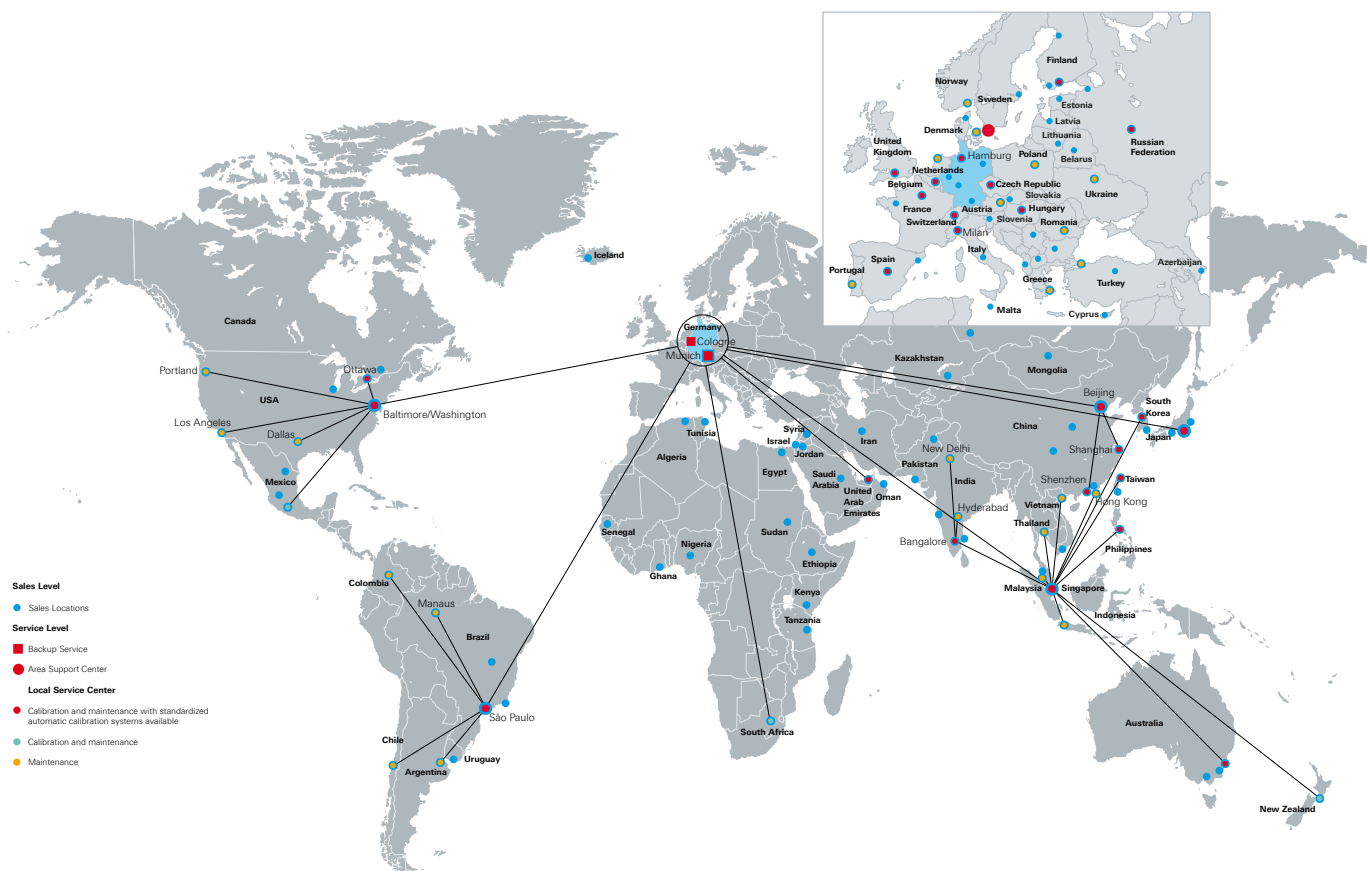 Finland
Norway
Sweden
Estonia
Denmark
Latvia
Lithuania
United
Kingdom
Russian
Federation
Hamburg
Poland
Belarus
Netherlands
Belgium
Czech Republic
Slovakia
Ukraine
France
Austria
Hungary
Switzerland
Slovenia
Romania
Milan
Italy
Spain
Portugal
Greece
Turkey
Azerbaijan
Malta
Cyprus
Iceland
Canada
Germany
Cologne
Munich
Portland
Ottawa
USA
Baltimore/Washington
Los Angeles
Dallas
Mexico
Kazakhstan
Mongolia
Beijing
South
Korea
China
Japan
Shanghai
Tunisia
Algeria
Syria
Israel
Jordan
Iran
Egypt
Saudi
Arabia
United
Arab
Emirates
Oman
Pakistan
New Delhi
India
Hyderabad
Bangalore
Shenzhen
Taiwan
Hong Kong
Vietnam
Thailand
Philippines
Malaysia
Singapore
Indonesia
Senegal
Nigeria
Ghana
Sudan
Ethiopia
Kenya
Tanzania
South Africa
Colombia
Manaus
Brazil
São Paulo
Chile
Argentina
Uruguay
Australia
New Zealand
Sales Level
Sales Locations
Service Level
Backup Service
Area Support Center
Local Service Center
Calibration and maintenance with standardized
automatic calibration systems available
Calibration and maintenance
Maintenance